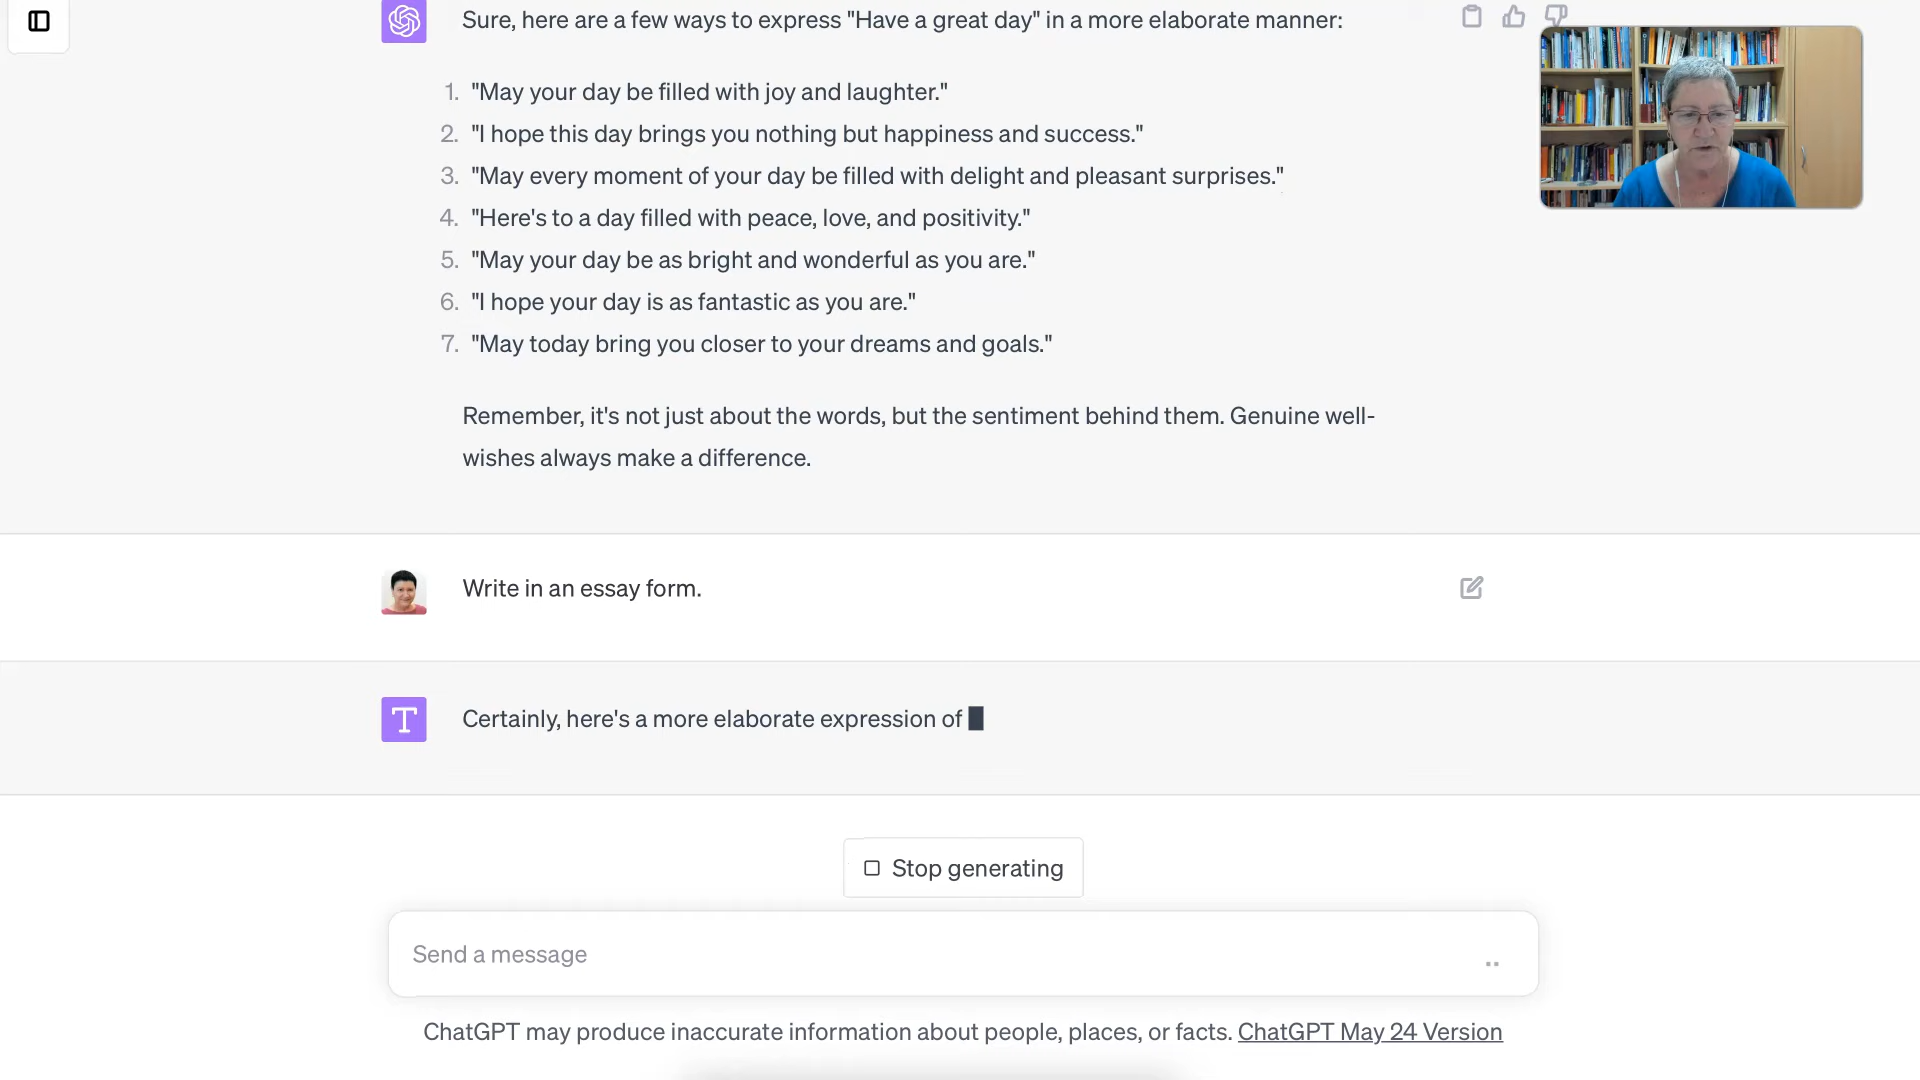 Sure, here are a few ways to express "Have a great day" in a more elaborate manner:
1. "May your day be filled with joy and laughter."
2. "I hope this day brings you nothing but happiness and success."
3. "May every moment of your day be filled with delight and pleasant surprises."
4. "Here's to a day filled with peace, love, and positivity."
5. "May your day be as bright and wonderful as you are."
6. "I hope your day is as fantastic as you are."
7. "May today bring you closer to your dreams and goals."
Remember, it's not just about the words, but the sentiment behind them. Genuine well-
wishes always make a difference.
Write in an essay form.
T
Certainly, here's a more elaborate expression of
Stop generating
Send a message
ChatGPT may produce inaccurate information about people, places, or facts. ChatGPT May 24 Version